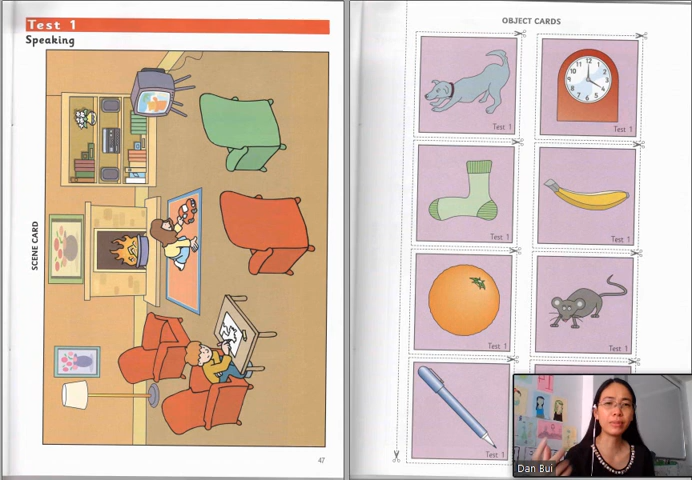 Test 1
Speaking
SCENE CARD
47
OBJECT CARDS
Test 1
Test 1
Test 1
Test 1
Test 1
Test 1
Test 1
Dan Bui